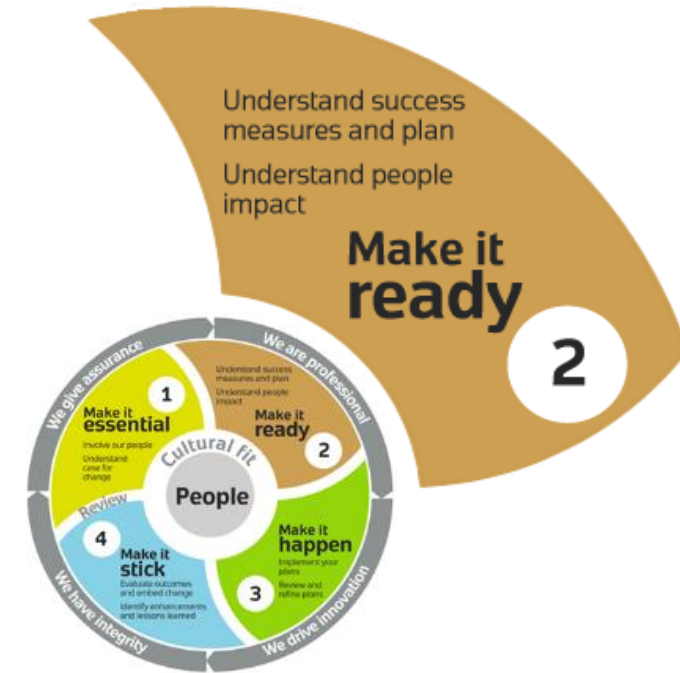 Understand success
measures and plan
Understand people
impact
Make it
ready
2
We give assurance
We are professional
We drive innovation
We have integrity
1
Make it
essential
Involve our people
Understand
case for
change
Understand success
measures and plan
Understand people
impact
Make it
ready
2
Cultural fit
People
Review
4
Make it
stick
Evaluate outcomes
and embed change
Identify enhancements
and lessons learned
Make it
happen
Implement your
plans
Review and
refine plans
3